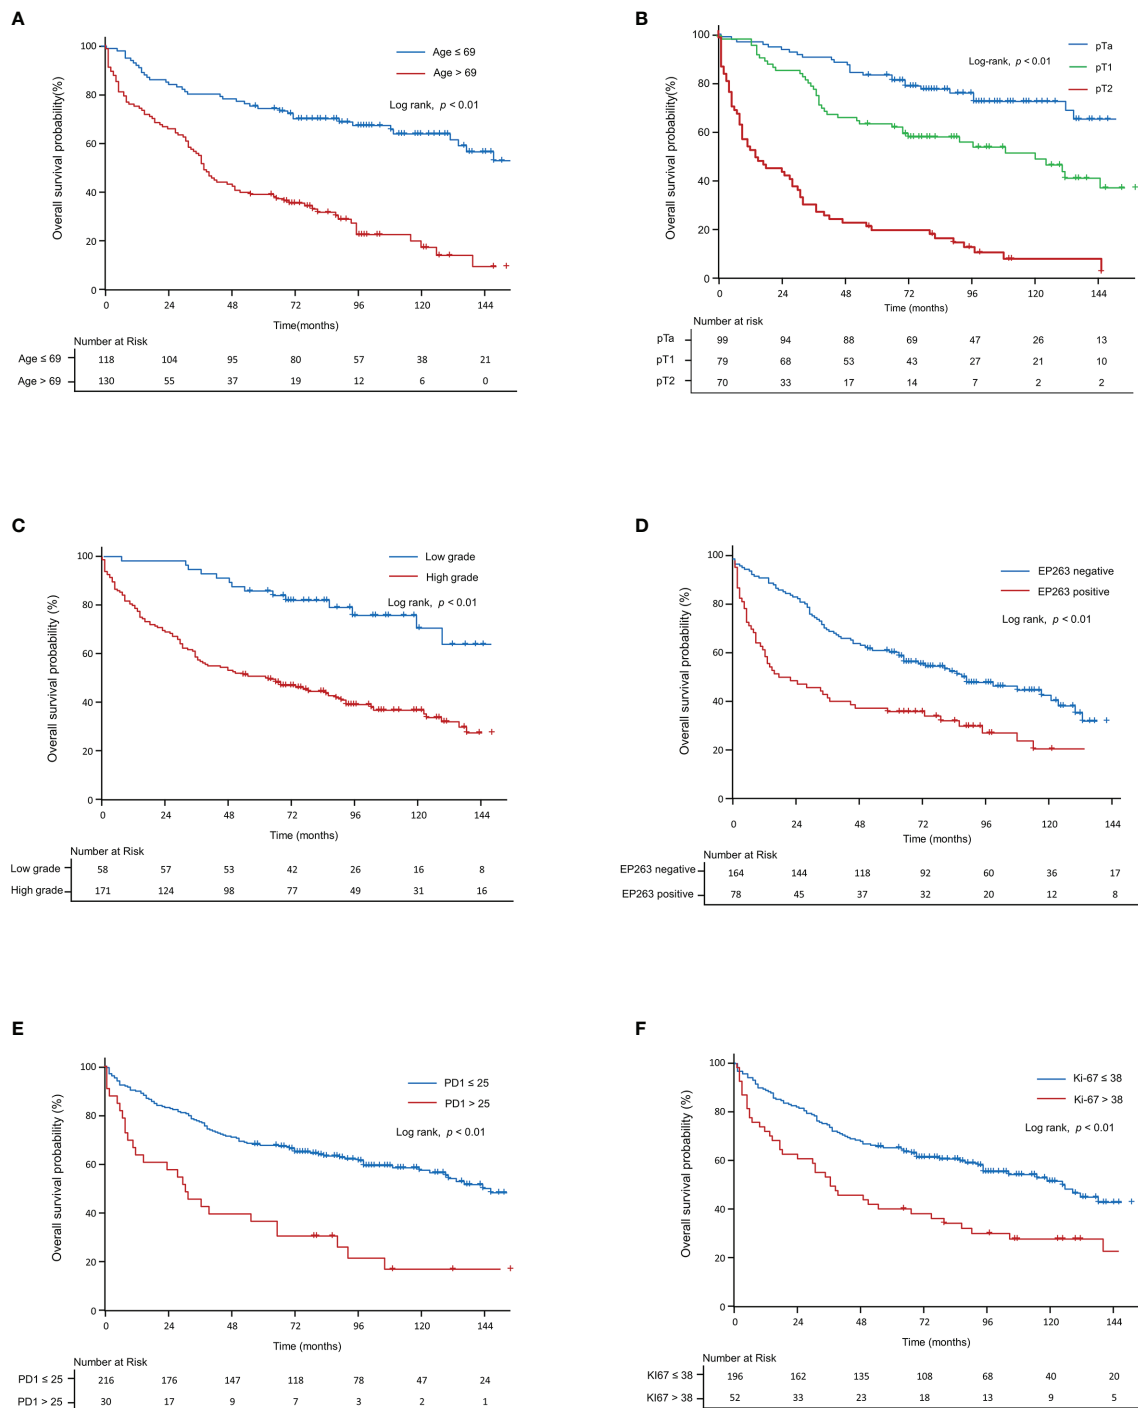 A
Overall survival probability(%)
100
80
60
40
20
0
Age ≤ 69
Age > 69
Log rank, p < 0.01
0 24 48 72 96 120 144
Time(months)
Number at Risk
Age ≤ 69 118 104 95 80 57 38 21
Age > 69 130 55 37 19 12 6 0
B
Overall survival probability(%)
100
80
60
40
20
0
pTa
pT1
pT2
Log-rank, p < 0.01
0 24 48 72 96 120 144
Time (months)
Number at risk
pTa 99 94 88 69 47 26 13
pT1 79 68 53 43 27 21 10
pT2 70 33 17 14 7 2 2
C
Overall survival probability (%)
100
80
60
40
20
0
Low grade
High grade
Log rank, p < 0.01
0 24 48 72 96 120 144
Time (months)
Number at Risk
Low grade 58 57 53 42 26 16 8
High grade 171 124 98 77 49 31 16
D
Overall survival probability (%)
100
80
60
40
20
0
EP263 negative
EP263 positive
Log rank, p < 0.01
0 24 48 72 96 120 144
Time (months)
Number at Risk
EP263 negative 164 144 118 92 60 36 17
EP263 positive 78 45 37 32 20 12 8
E
Overall survival probability (%)
100
80
60
40
20
0
PD1 ≤ 25
PD1 > 25
Log rank, p < 0.01
0 24 48 72 96 120 144
Time (months)
Number at Risk
PD1 ≤ 25 216 176 147 118 78 47 24
PD1 > 25 30 17 9 7 3 2 1
F
Overall survival probability (%)
100
80
60
40
20
0
Ki-67 ≤ 38
Ki-67 > 38
Log rank, p < 0.01
0 24 48 72 96 120 144
Time (months)
Number at Risk
KI67 ≤ 38 196 162 135 108 68 40 20
KI67 > 38 52 33 23 18 13 9 5